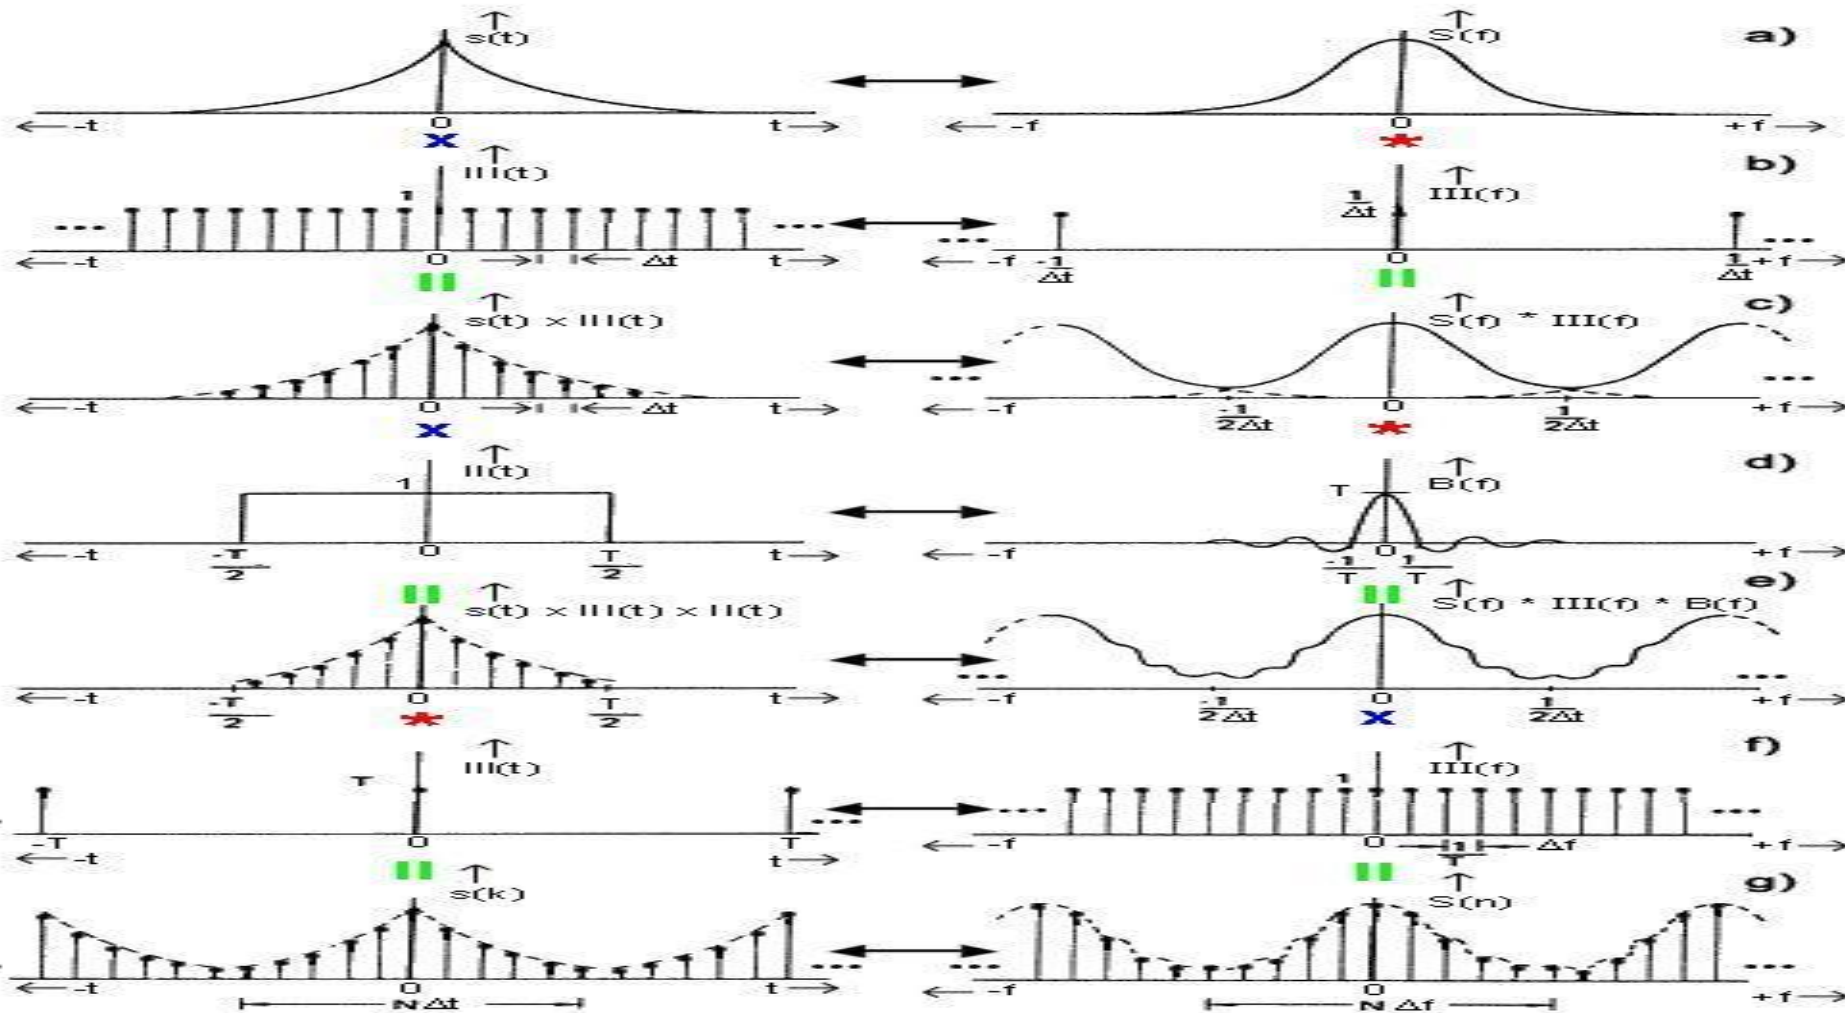 s(t) S(f) a)
← -t 0 t → ← -f 0 +f →
x *
III(t) III(f) b)
1 1/Δt
... ... ... ...
← -t 0 → ← Δt t → ← -f -1/Δt 0 1/Δt +f →
= =
s(t) x III(t) S(f) * III(f) c)
... ...
← -t 0 → ← Δt t → ← -f -1/2Δt 0 1/2Δt +f →
x *
II(t) B(f) d)
1 T
← -t -T/2 0 T/2 t → -1/T 0 1/T +f →
= = e)
s(t) x III(t) x II(t) S(f) * III(f) * B(f)
... ...
← -t -T/2 0 T/2 t → ← -f -1/2Δt 0 1/2Δt +f →
* x
III(t) III(f) f)
T 1
... ... ...
-T 0 T
← -t t → ← -f 0 1/T Δf +f →
= =
s(k) S(n) g)
... ... ...
← -t 0 t → ← -f 0 +f →
N Δt N Δf